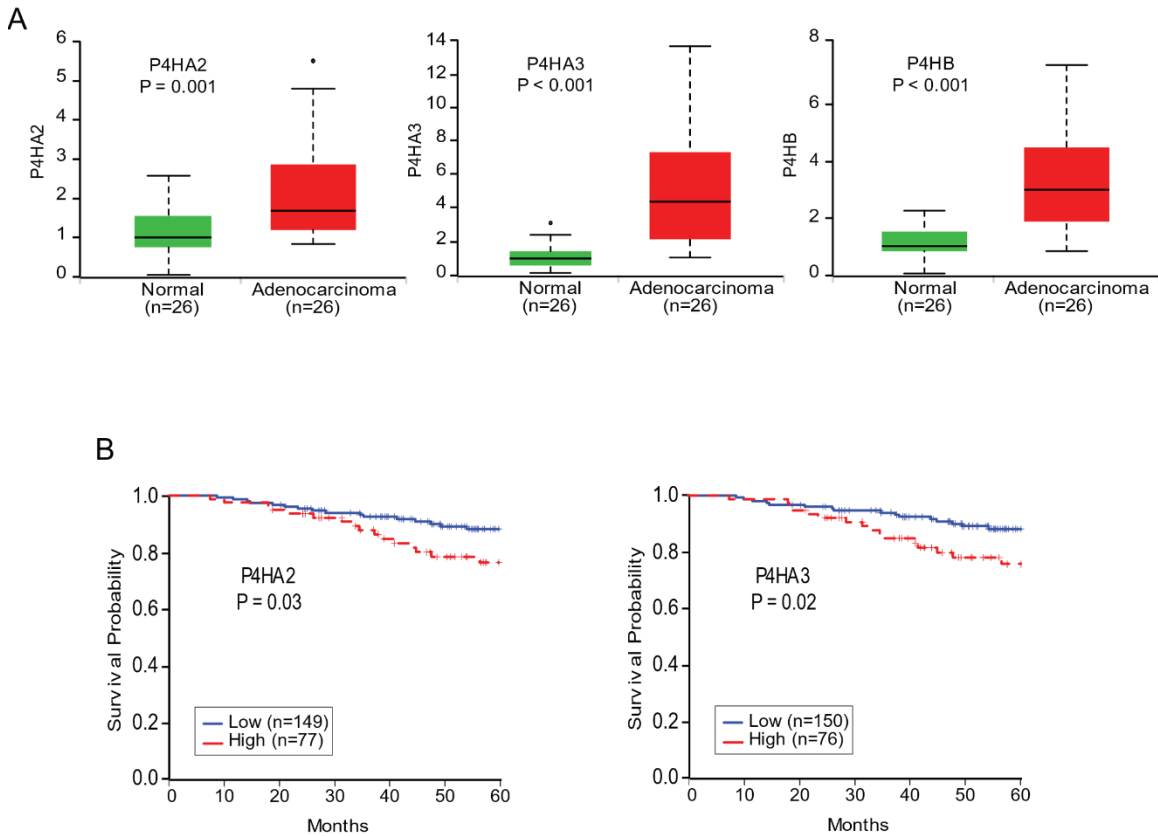 A
P4HA2
6
5
4
3
2
1
0
P4HA2
P = 0.001
Normal
(n=26)
Adenocarcinoma
(n=26)
P4HA3
14
12
10
8
6
4
2
0
P4HA3
P < 0.001
Normal
(n=26)
Adenocarcinoma
(n=26)
P4HB
8
6
4
2
0
P4HB
P < 0.001
Normal
(n=26)
Adenocarcinoma
(n=26)
B
Survival Probability
1.0
0.8
0.6
0.4
0.2
0.0
P4HA2
P = 0.03
Low (n=149)
High (n=77)
0 10 20 30 40 50 60
Months
Survival Probability
1.0
0.8
0.6
0.4
0.2
0.0
P4HA3
P = 0.02
Low (n=150)
High (n=76)
0 10 20 30 40 50 60
Months